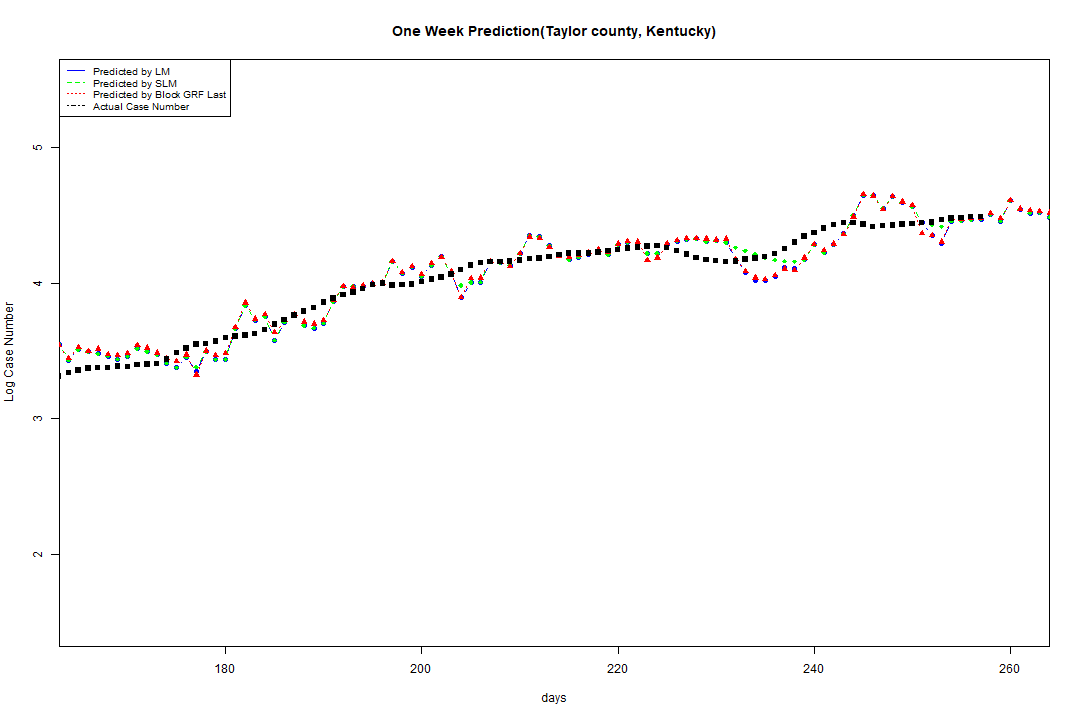 One Week Prediction(Taylor county, Kentucky)
Predicted by LM
Predicted by SLM
Predicted by Block GRF Last
Actual Case Number
5
4
3
2
Log Case Number
180 200 220 240 260
days